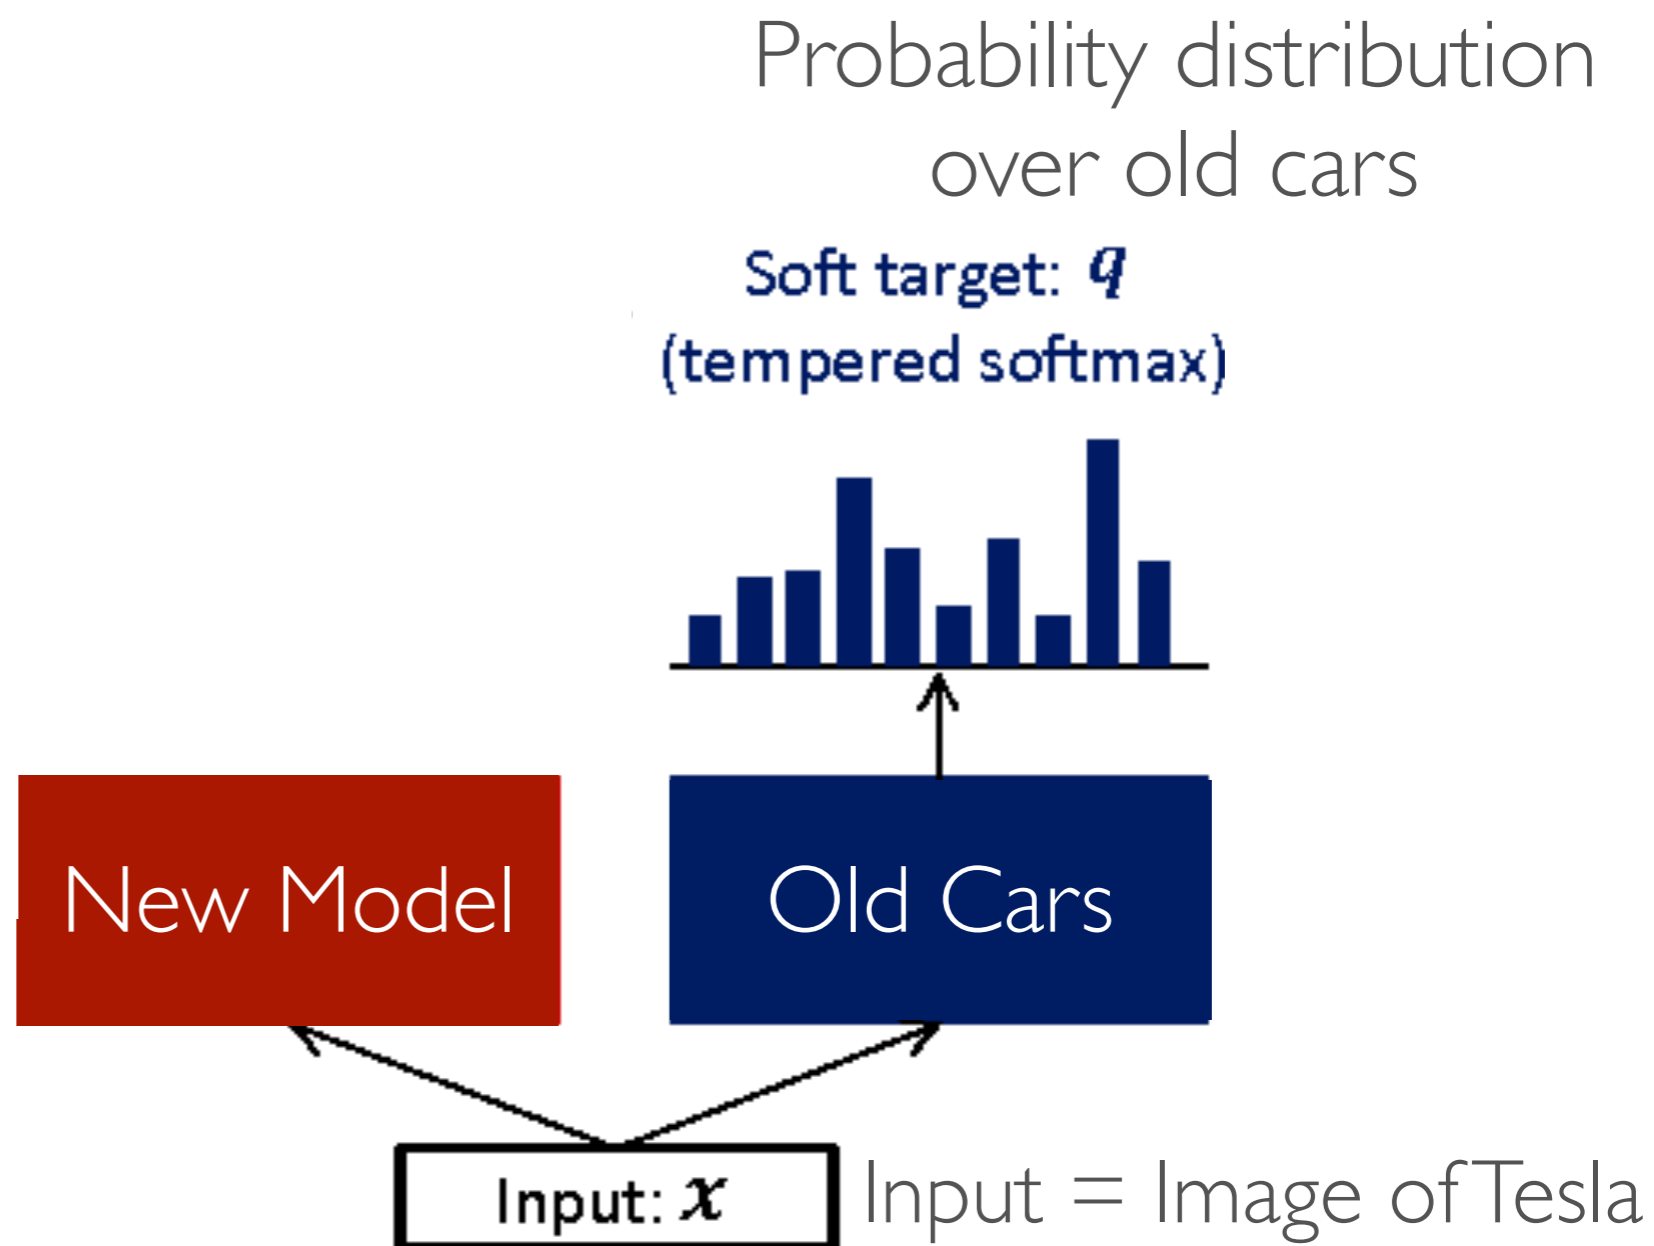 Probability distribution
over old cars
Soft target: q
(tempered softmax)
New Model
Old Cars
Input: x
Input = Image of Tesla